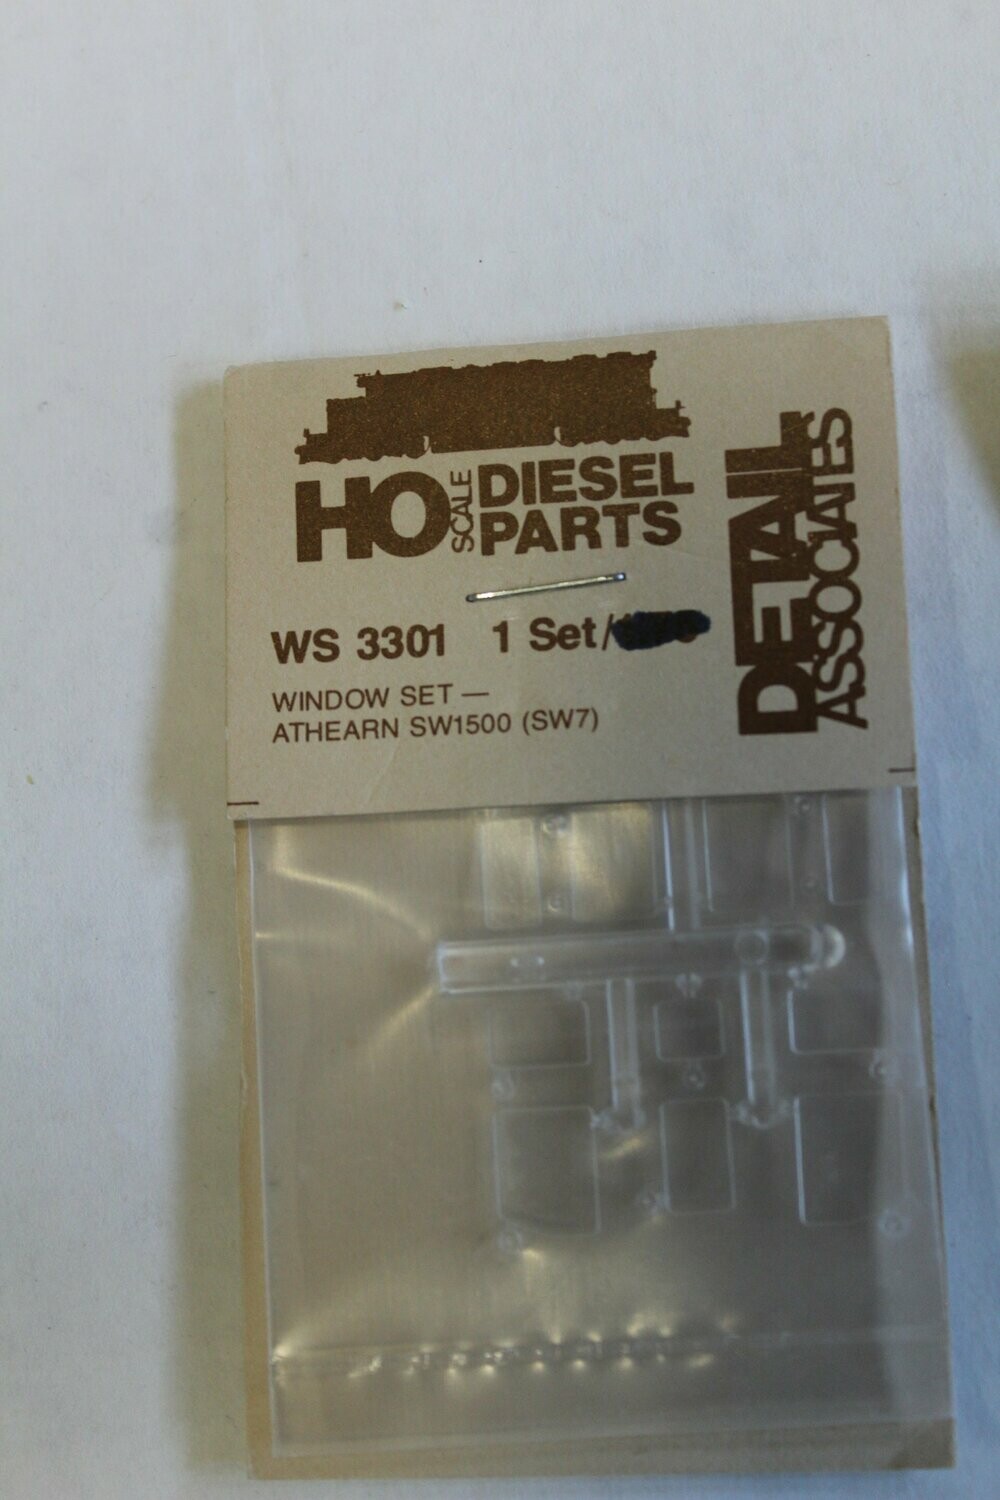 HO SCALE DIESEL PARTS
DETAIL ASSOCIATES
WS 3301 1 Set/
WINDOW SET —
ATHEARN SW1500 (SW7)